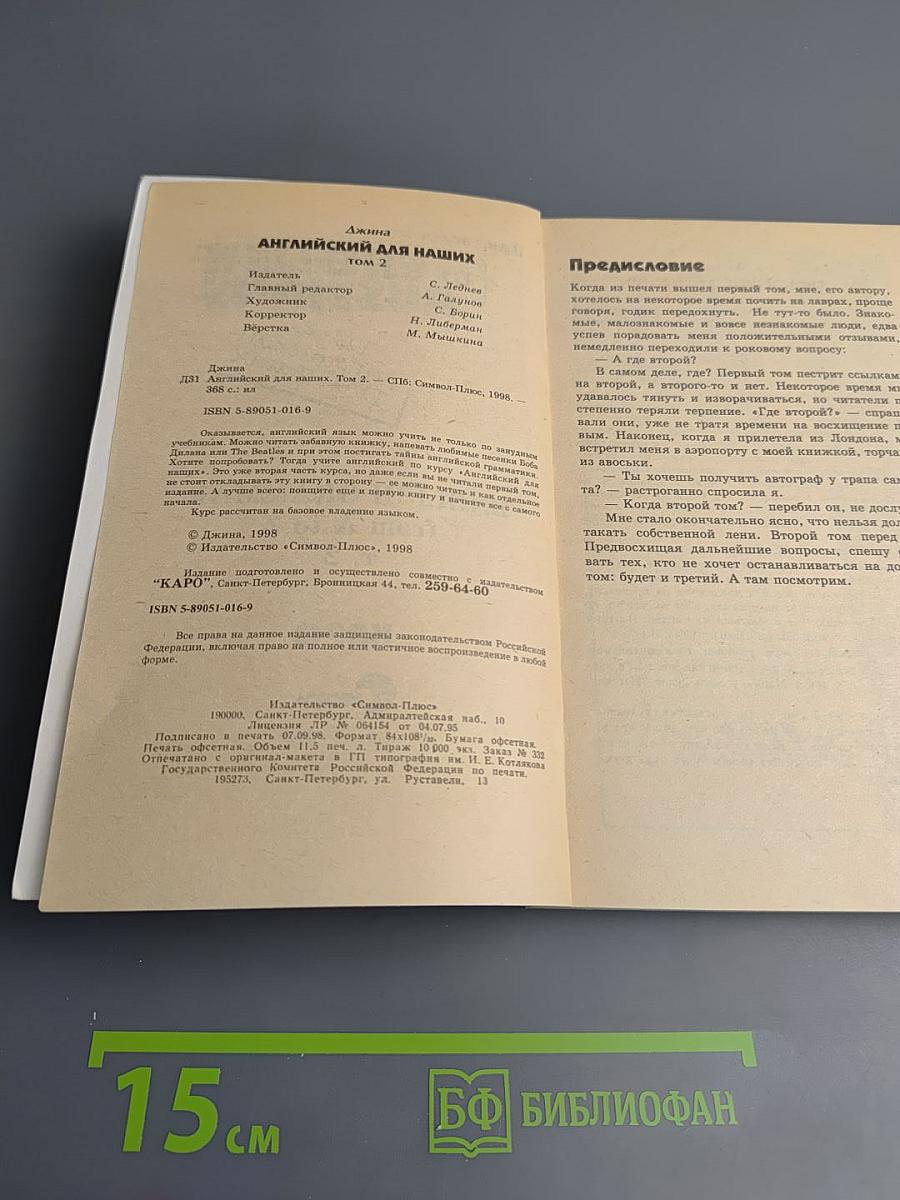 Джина
АНГЛИЙСКИЙ ДЛЯ НАШИХ
ТОМ 2
Издатель С. Леднев
Главный редактор А. Галунов
Художник С. Борин
Корректор Н. Либерман
Вёрстка М. Мышкина
Джина
Д31 Английский для наших. Том 2. — СПб: Символ-Плюс, 1998. —
368 с.: ил
ISBN 5-89051-016-9
Оказывается, английский язык можно учить не только по занудным
учебникам. Можно читать забавную книжку, напевать любимые песенки Боба
Дилана или The Beatles и при этом постигать тайны английской грамматики.
Хотите попробовать? Тогда учите английский по курсу «Английский для
наших». Это уже вторая часть курса, но даже если вы не читали первый том,
не стоит откладывать эту книгу в сторону — ее можно читать и как отдельное
издание. А лучше всего: поищите еще и первую книгу и начните все с самого
начала.
Курс рассчитан на базовое владение языком.
© Джина, 1998
© Издательство «Символ-Плюс», 1998
Издание подготовлено и осуществлено совместно с издательством
"КАРО", Санкт-Петербург, Бронницкая 44, тел. 259-64-60
ISBN 5-89051-016-9
Все права на данное издание защищены законодательством Российской
Федерации, включая право на полное или частичное воспроизведение в любой
форме.
Издательство «Символ-Плюс»
190000, Санкт-Петербург, Адмиралтейская наб., 10
Лицензия ЛР № 064154 от 04.07.95
Подписано в печать 07.09.98. Формат 84х108¹/₃₂. Бумага офсетная.
Печать офсетная. Объем 11,5 печ. л. Тираж 10 000 экз. Заказ № 332
Отпечатано с оригинал-макета в ГП типография им. И. Е. Котлякова
Государственного Комитета Российской Федерации по печати.
195273, Санкт-Петербург, ул. Руставели, 13
Предисловие
Когда из печати вышел первый том, мне, его автору,
хотелось на некоторое время почить на лаврах, проще
говоря, годик передохнуть. Не тут-то было. Знако-
мые, малознакомые и вовсе незнакомые люди, едва
успев порадовать меня положительными отзывами,
немедленно переходили к роковому вопросу:
— А где второй?
В самом деле, где? Первый том пестрит ссылкам
на второй, а второго-то и нет. Некоторое время м
удавалось тянуть и изворачиваться, но читатели п
степенно теряли терпение. «Где второй?» — спраш
вали они, уже не тратя времени на восхищение п
вым. Наконец, когда я прилетела из Лондона, м
встретил меня в аэропорту с моей книжкой, торча
из авоськи.
— Ты хочешь получить автограф у трапа сам
та? — растроганно спросила я.
— Когда второй том? — перебил он, не дослу
Мне стало окончательно ясно, что нельзя дол
такать собственной лени. Второй том перед
Предвосхищая дальнейшие вопросы, спешу
вать тех, кто не хочет останавливаться на до
том: будет и третий. А там посмотрим.
15 см
БФ БИБЛИОФАН